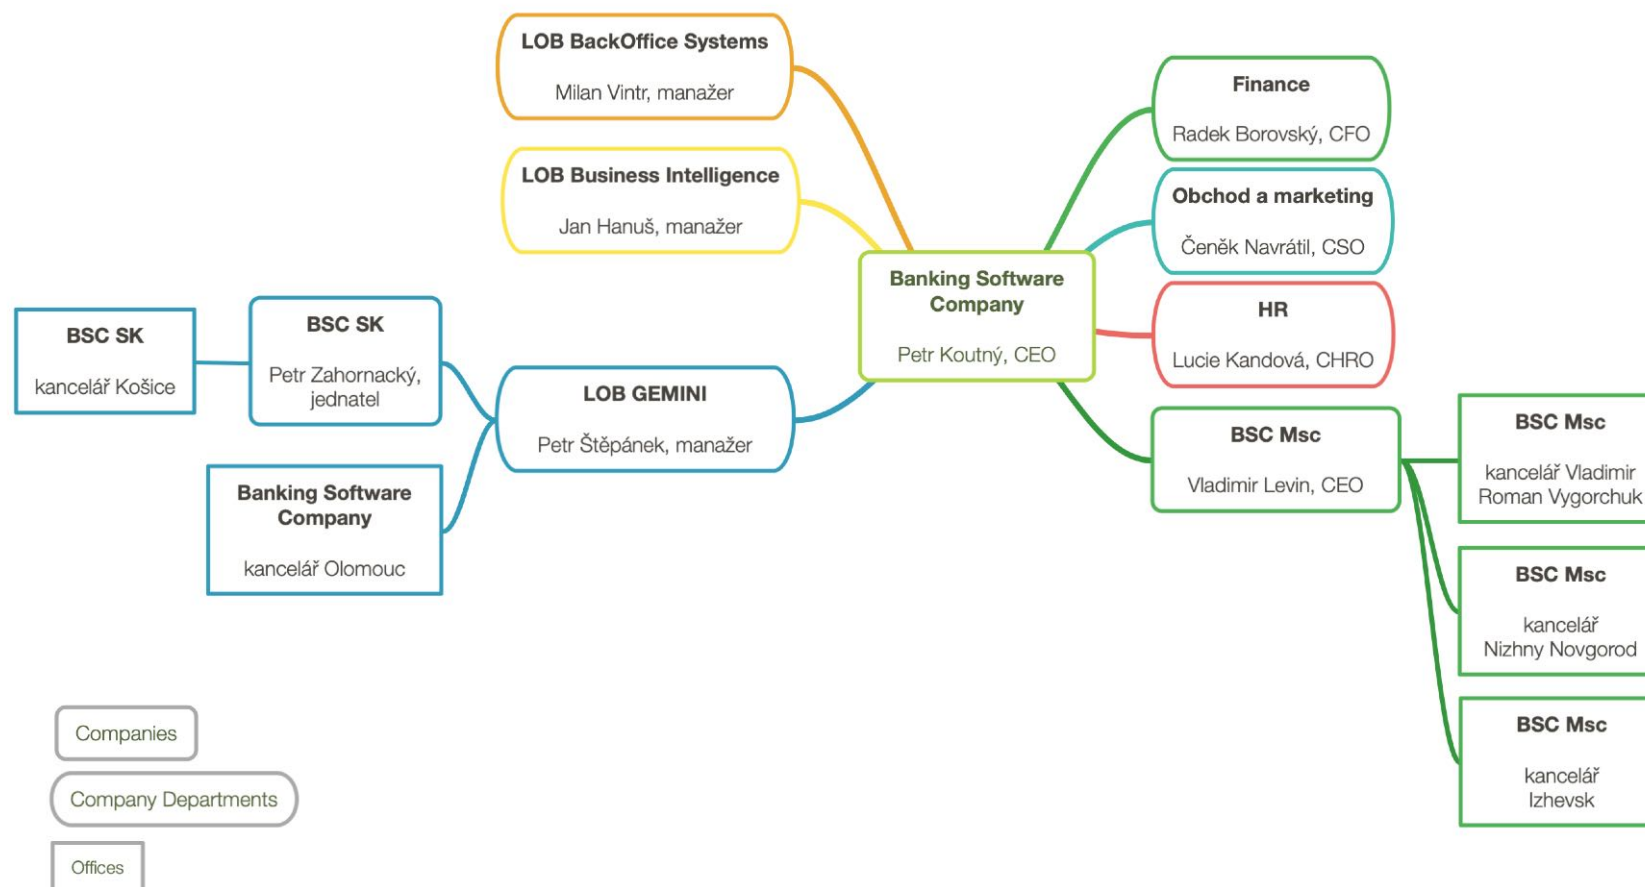 LOB BackOffice Systems
Milan Vintr, manažer
LOB Business Intelligence
Jan Hanuš, manažer
Finance
Radek Borovský, CFO
Obchod a marketing
Čeněk Navrátil, CSO
Banking Software
Company
Petr Koutný, CEO
HR
Lucie Kandová, CHRO
BSC SK
kancelář Košice
BSC SK
Petr Zahornacký,
jednatel
LOB GEMINI
Petr Štěpánek, manažer
Banking Software
Company
kancelář Olomouc
BSC Msc
Vladimir Levin, CEO
BSC Msc
kancelář Vladimir
Roman Vygorchuk
BSC Msc
kancelář
Nizhny Novgorod
BSC Msc
kancelář
Izhevsk
Companies
Company Departments
Offices